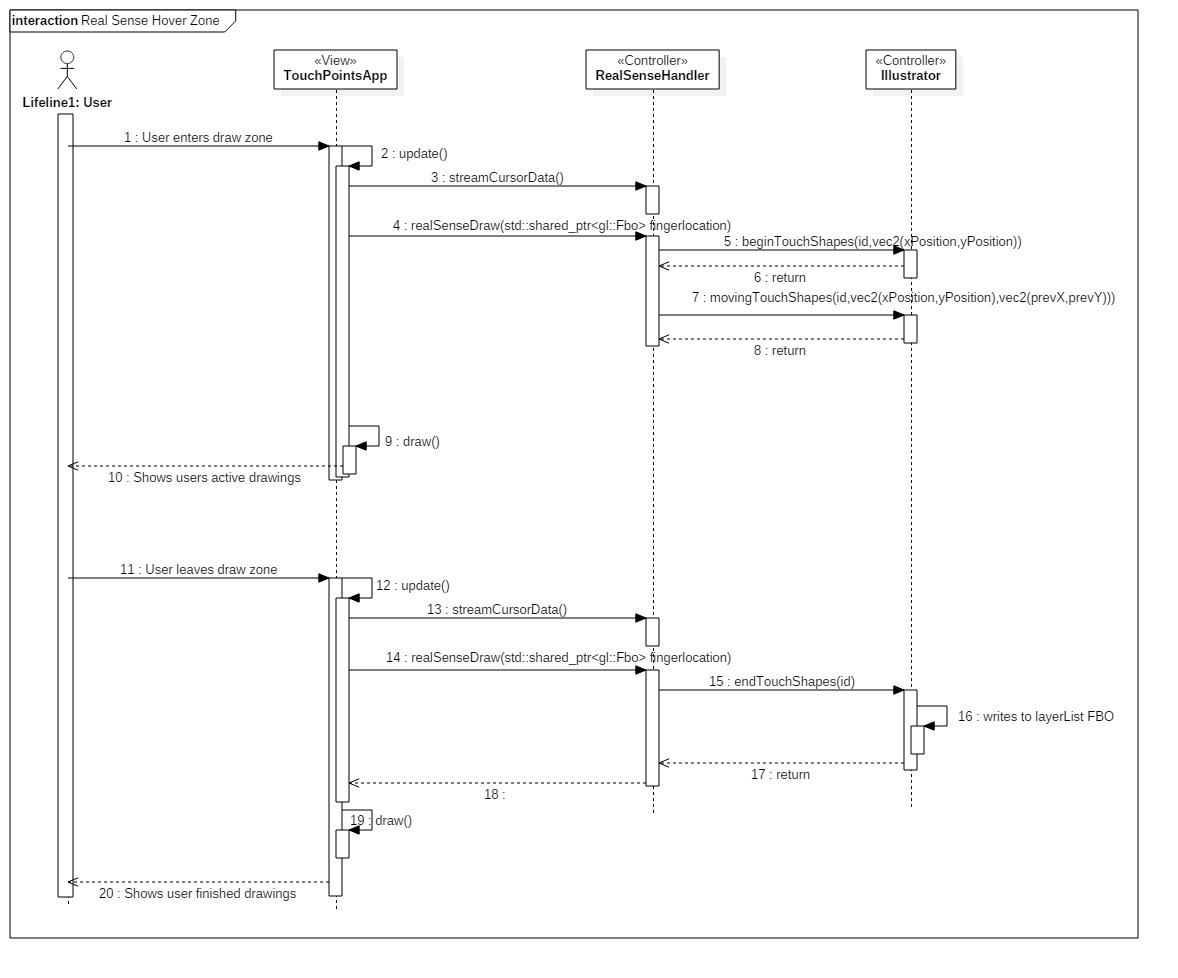 interaction Real Sense Hover Zone
Lifeline1: User
«View»
TouchPointsApp
«Controller»
RealSenseHandler
«Controller»
Illustrator
1 : User enters draw zone
2 : update()
3 : streamCursorData()
4 : realSenseDraw(std::shared_ptr<gl::Fbo> fingerlocation)
5 : beginTouchShapes(id,vec2(xPosition,yPosition))
6 : return
7 : movingTouchShapes(id,vec2(xPosition,yPosition),vec2(prevX,prevY)))
8 : return
9 : draw()
10 : Shows users active drawings
11 : User leaves draw zone
12 : update()
13 : streamCursorData()
14 : realSenseDraw(std::shared_ptr<gl::Fbo> fingerlocation)
15 : endTouchShapes(id)
16 : writes to layerList FBO
17 : return
18 :
19 : draw()
20 : Shows user finished drawings